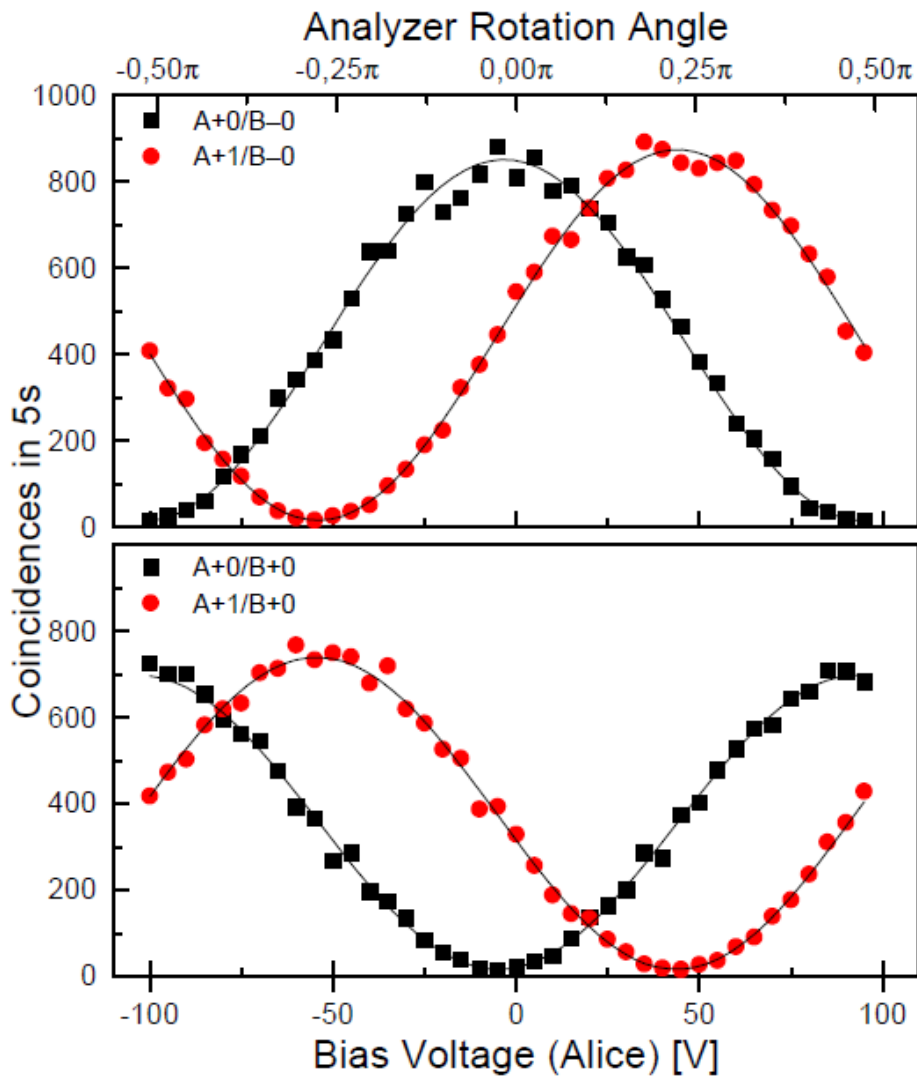 Analyzer Rotation Angle
-0,50π -0,25π 0,00π 0,25π 0,50π
1000
A+0/B–0
A+1/B–0
800
600
400
200
0
Coincidences in 5s
A+0/B+0
A+1/B+0
800
600
400
200
0
-100 -50 0 50 100
Bias Voltage (Alice) [V]